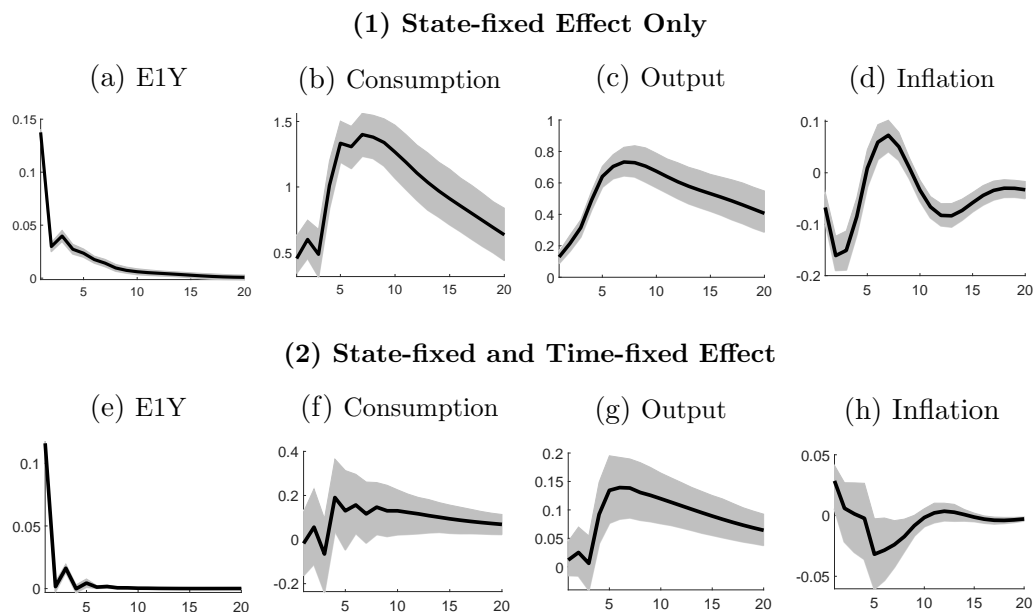 (1) State-fixed Effect Only
(a) E1Y (b) Consumption (c) Output (d) Inflation
0.15
0.1
0.05
0
5 10 15 20
1.5
1
0.5
5 10 15 20
1
0.8
0.6
0.4
0.2
0
5 10 15 20
0.1
0
-0.1
-0.2
5 10 15 20
(2) State-fixed and Time-fixed Effect
(e) E1Y (f) Consumption (g) Output (h) Inflation
0.1
0.05
0
5 10 15 20
0.4
0.2
0
-0.2
5 10 15 20
0.2
0.15
0.1
0.05
0
5 10 15 20
0.05
0
-0.05
5 10 15 20